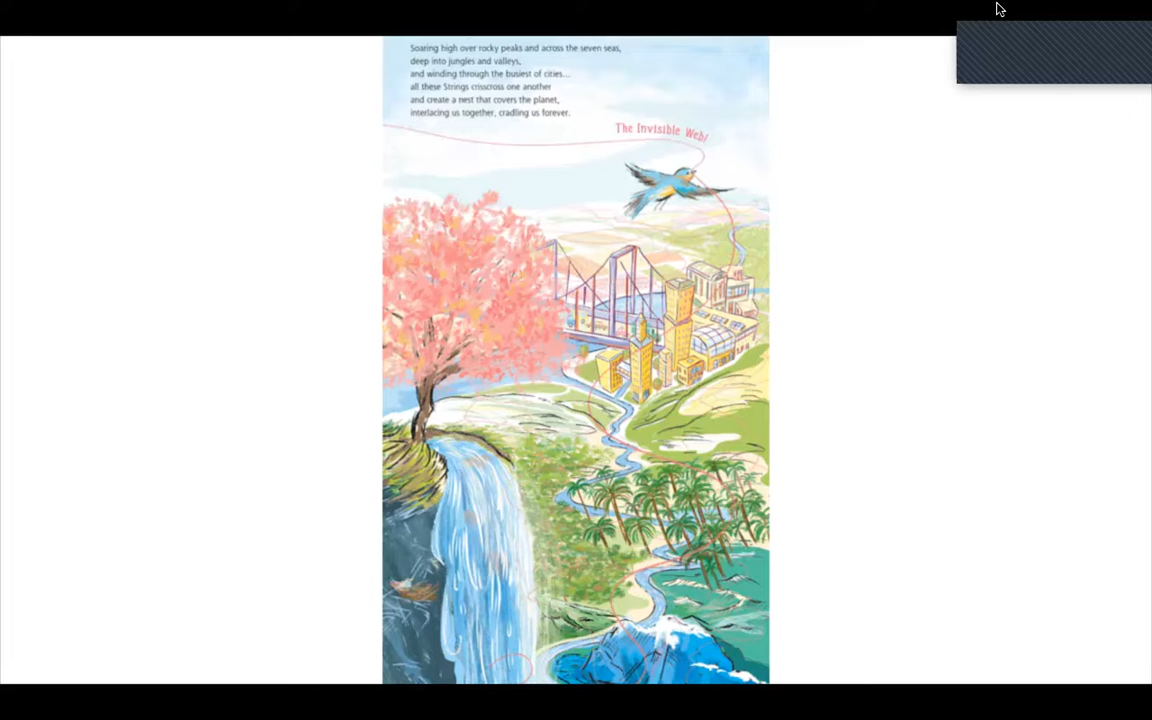 Soaring high over rocky peaks and across the seven seas,
deep into jungles and valleys,
and winding through the busiest of cities...
all these Strings crisscross one another
and create a nest that covers the planet,
interlacing us together, cradling us forever.
The Invisible Web!